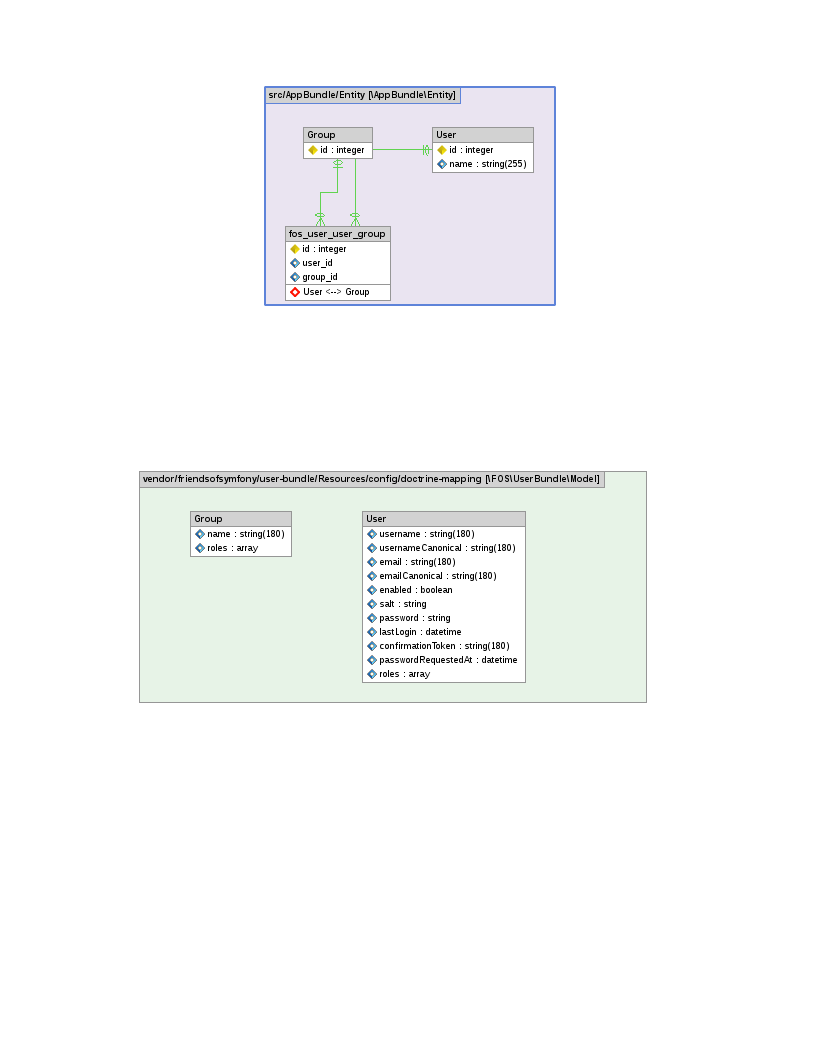 src/AppBundle/Entity [\AppBundle\Entity]
Group
id : integer
User
id : integer
name : string(255)
fos_user_user_group
id : integer
user_id
group_id
User <--> Group
vendor/friendsofsymfony/user-bundle/Resources/config/doctrine-mapping [\FOS\UserBundle\Model]
Group
name : string(180)
roles : array
User
username : string(180)
usernameCanonical : string(180)
email : string(180)
emailCanonical : string(180)
enabled : boolean
salt : string
password : string
lastLogin : datetime
confirmationToken : string(180)
passwordRequestedAt : datetime
roles : array